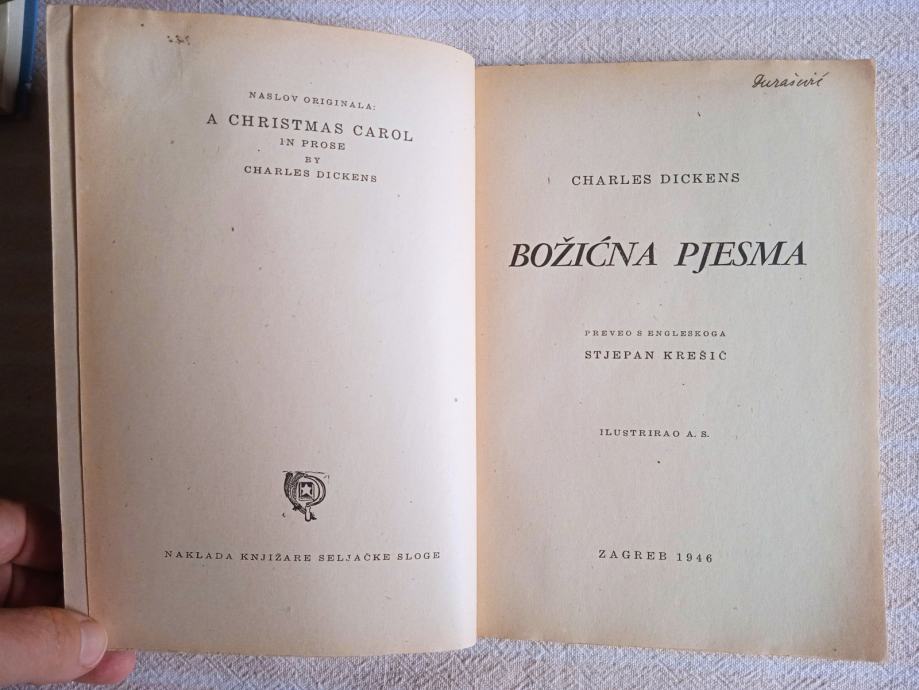 NASLOV ORIGINALA:
A CHRISTMAS CAROL
IN PROSE
BY
CHARLES DICKENS
NAKLADA KNJIŽARE SELJAČKE SLOGE
CHARLES DICKENS
BOŽIĆNA PJESMA
PREVEO S ENGLESKOGA
STJEPAN KREŠIĆ
ILUSTRIRAO A. S.
ZAGREB 1946